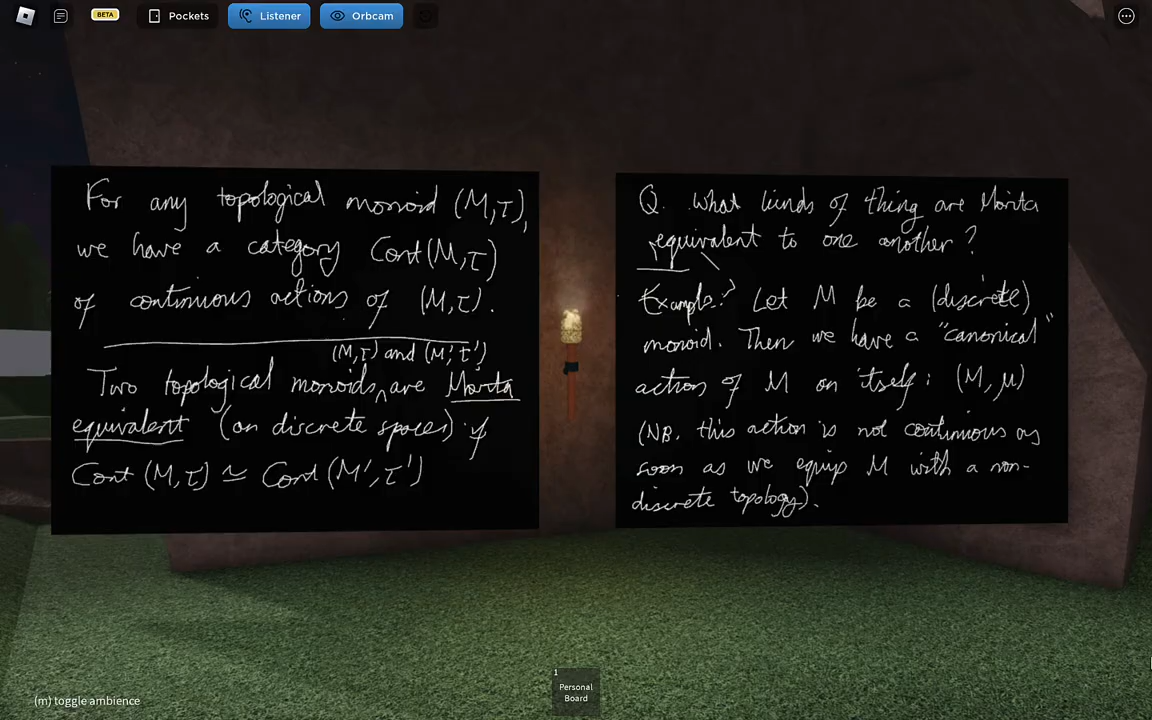 BETA
Pockets
Listener
Orbcam
For any topological monoid (M,τ),
we have a category Cont(M,τ)
of continuous actions of (M,τ).
(M,τ) and (M',τ')
Two topological monoids ^ are Morita
equivalent (on discrete spaces) if
Cont (M,τ) ≃ Cont (M',τ')
Q. What kinds of thing are Morita
equivalent to one another?
Example:? Let M be a (discrete)
monoid. Then we have a "canonical"
action of M on itself: (M, μ)
(NB. this action is not continuous as
soon as we equip M with a non-
discrete topology).
1
Personal
Board
(m) toggle ambience